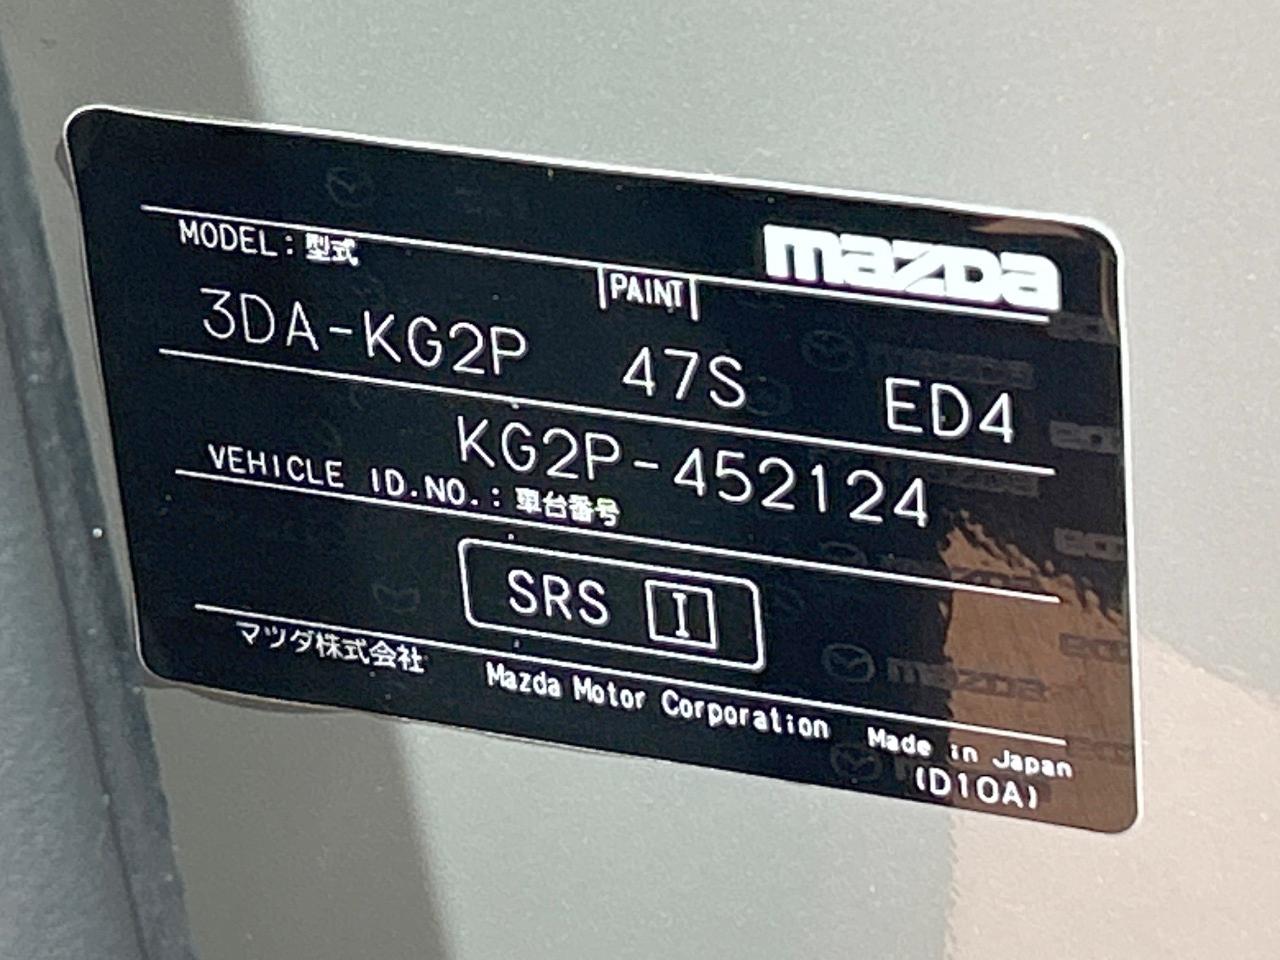 mazda
MODEL: 型式
PAINT
3DA-KG2P 47S ED4
KG2P-452124
VEHICLE ID.NO.: 車台番号
SRS I
マツダ株式会社 Mazda Motor Corporation Made in Japan
(D10A)